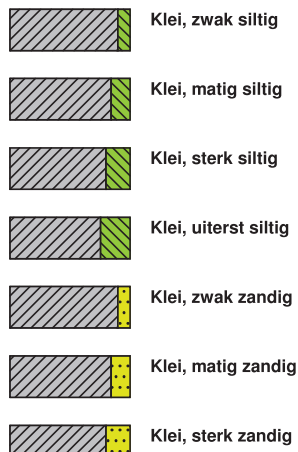 Klei, zwak siltig
Klei, matig siltig
Klei, sterk siltig
Klei, uiterst siltig
Klei, zwak zandig
Klei, matig zandig
Klei, sterk zandig